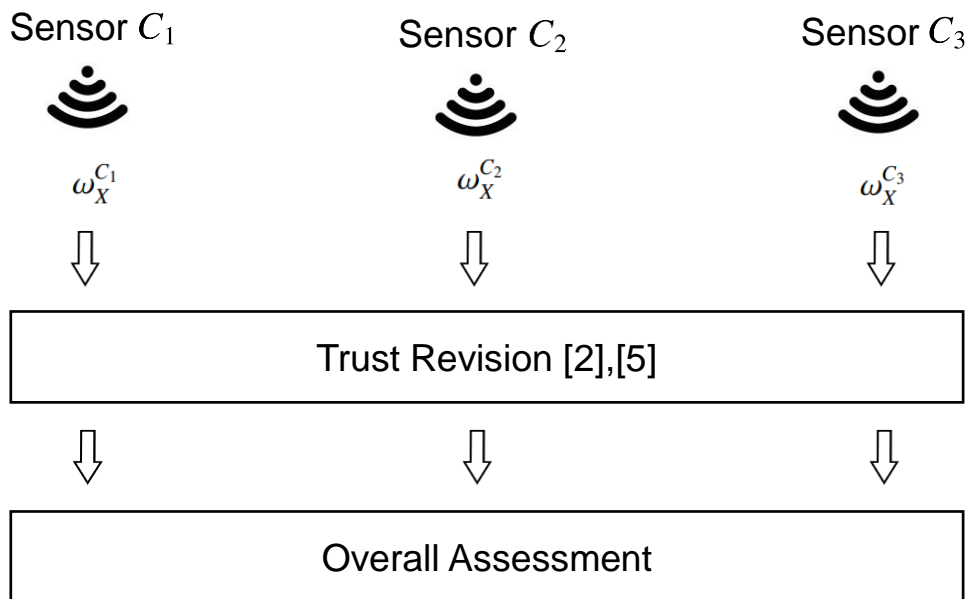 Sensor C₁
Sensor C₂
Sensor C₃
ω_X^{C₁}
ω_X^{C₂}
ω_X^{C₃}
Trust Revision [2],[5]
Overall Assessment